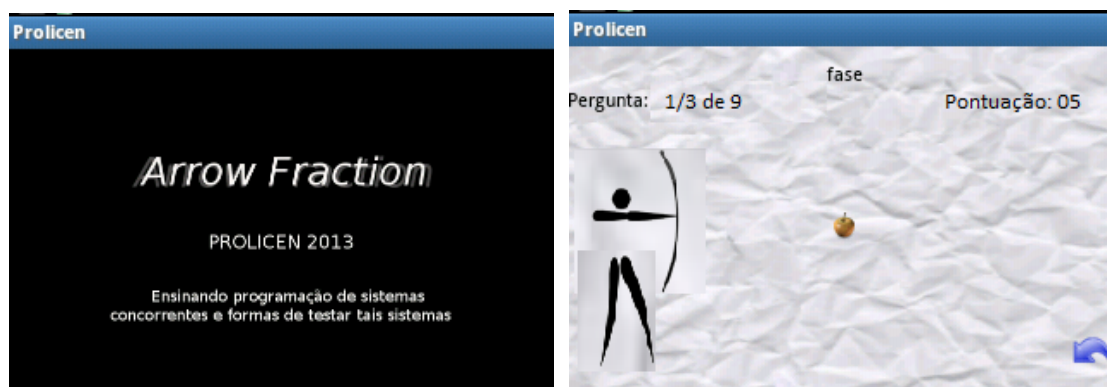 Prolicen
Arrow Fraction
PROLICEN 2013
Ensinando programação de sistemas
concorrentes e formas de testar tais sistemas
Prolicen
fase
Pergunta: 1/3 de 9 Pontuação: 05